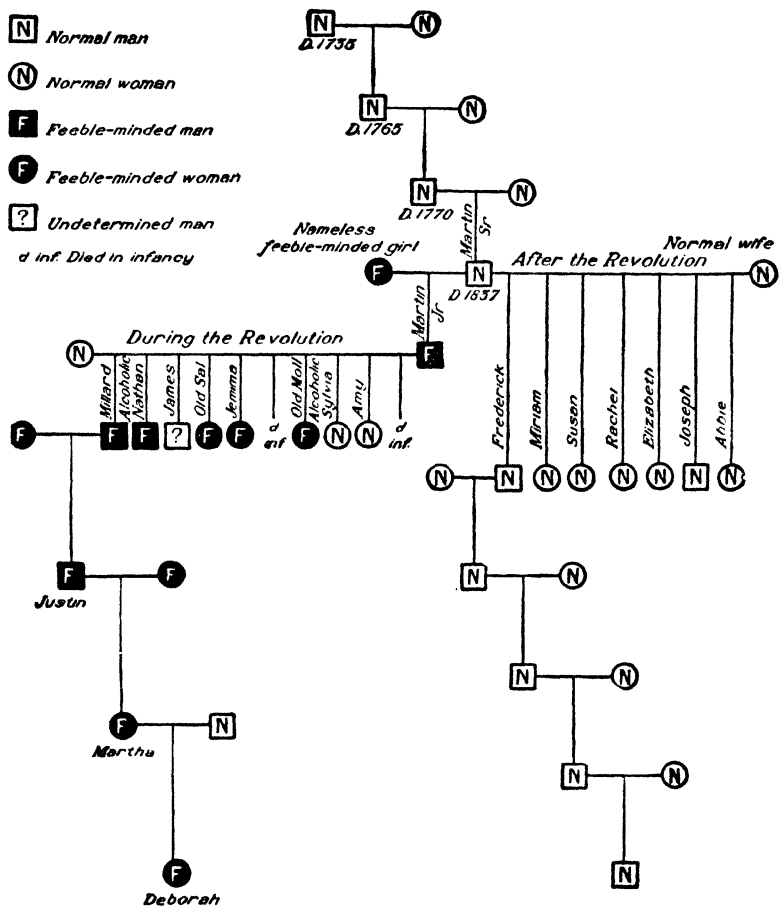 N Normal man
N Normal woman
F Feeble-minded man
F Feeble-minded woman
? Undetermined man
d inf. Died in infancy
N N
D.1735
N N
D.1765
N N
D.1770
Martin Sr
Nameless
feeble-minded girl
Normal wife
F N After the Revolution N
D 1837
Martin Jr
During the Revolution
N F
Millard
Alcoholic
Nathan
James
Old Sal
Jemma
d inf
Old Moll
Alcoholic
Sylvia
Amy
d inf.
F F F ? F F F N N
Frederick
Miriam
Susan
Rachel
Elizabeth
Joseph
Abbie
N N N N N N N N
F F
Justin
N N
N N
F N
Martha
N N
F
Deborah
N